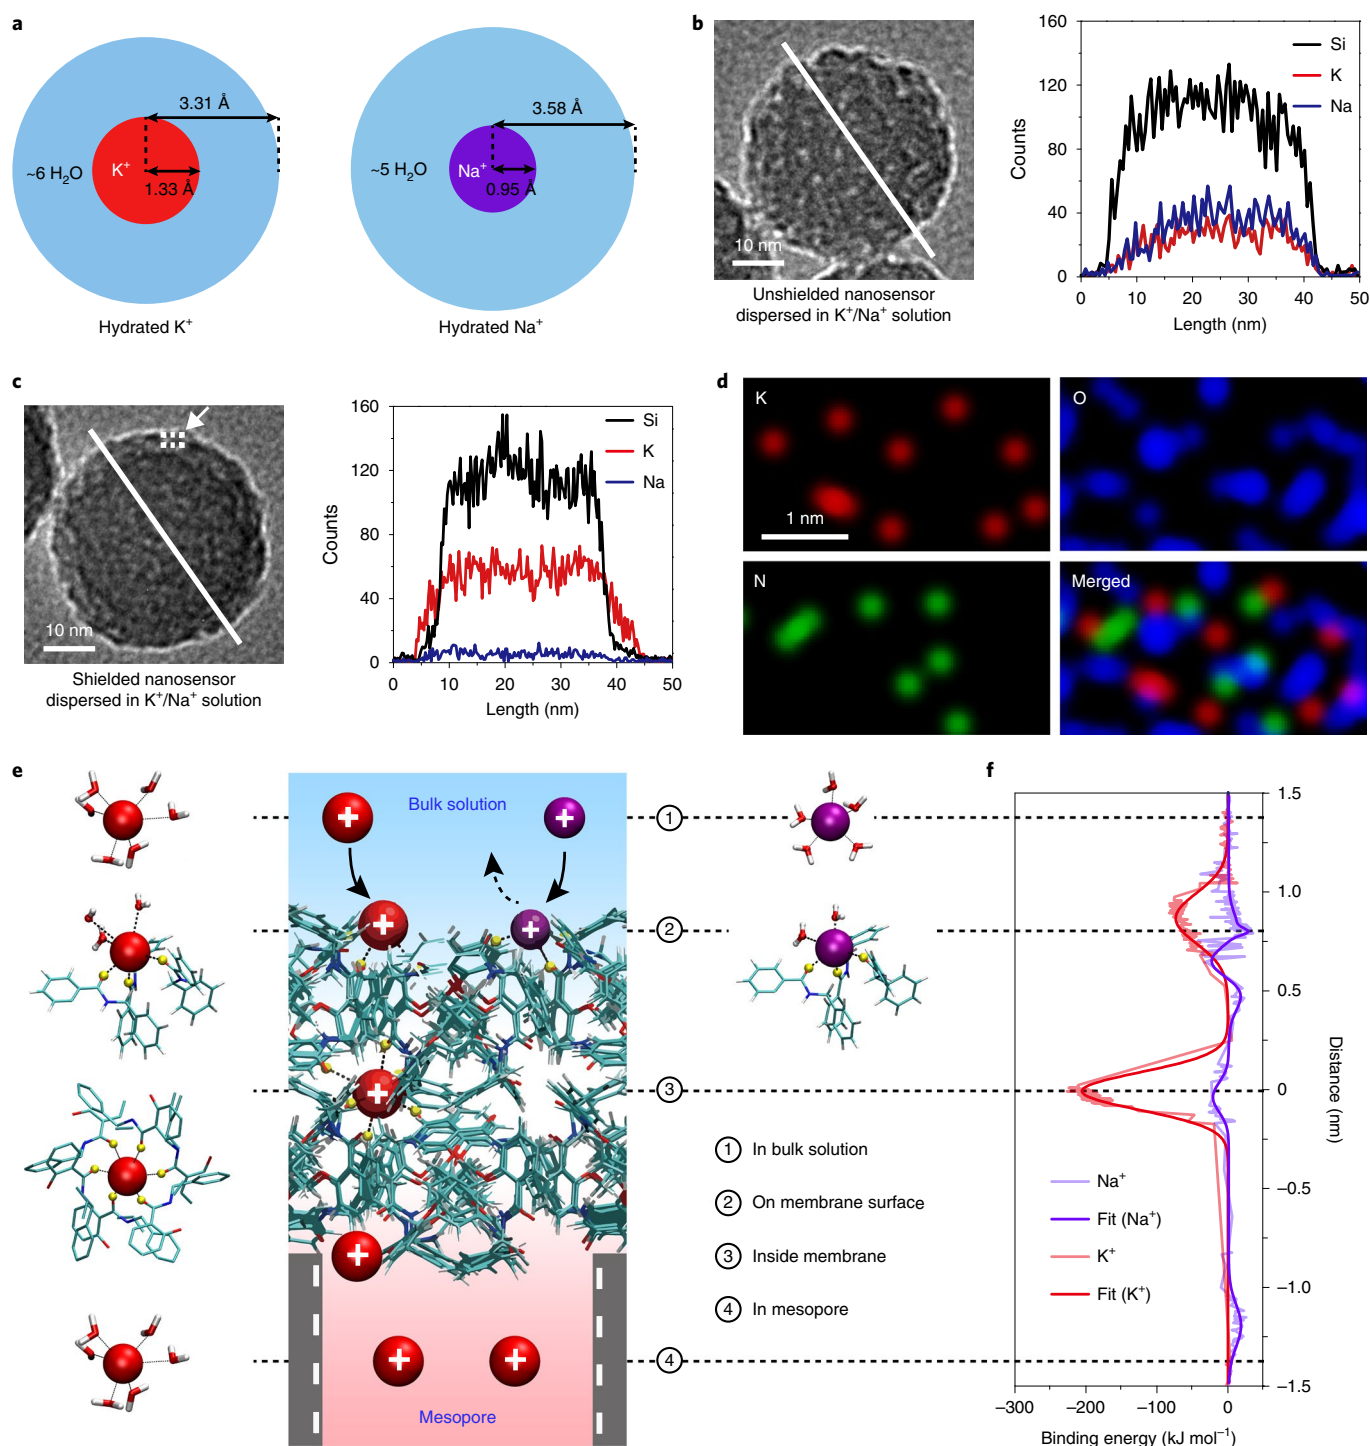 a
3.31 Å
~6 H2O
K+
1.33 Å
Hydrated K+
3.58 Å
~5 H2O
Na+
0.95 Å
Hydrated Na+
b
10 nm
Unshielded nanosensor
dispersed in K+/Na+ solution
160
120
80
40
0
Counts
Si
K
Na
0 10 20 30 40 50
Length (nm)
c
10 nm
Shielded nanosensor
dispersed in K+/Na+ solution
160
120
80
40
0
Counts
Si
K
Na
0 10 20 30 40 50
Length (nm)
d
K
1 nm
O
N
Merged
e
Bulk solution
+ +
+ +
+
+
+ +
Mesopore
1
2
3
4
1 In bulk solution
2 On membrane surface
3 Inside membrane
4 In mesopore
f
1.5
1.0
0.5
0
–0.5
–1.0
–1.5
Distance (nm)
Na+
Fit (Na+)
K+
Fit (K+)
–300 –200 –100 0
Binding energy (kJ mol–1)